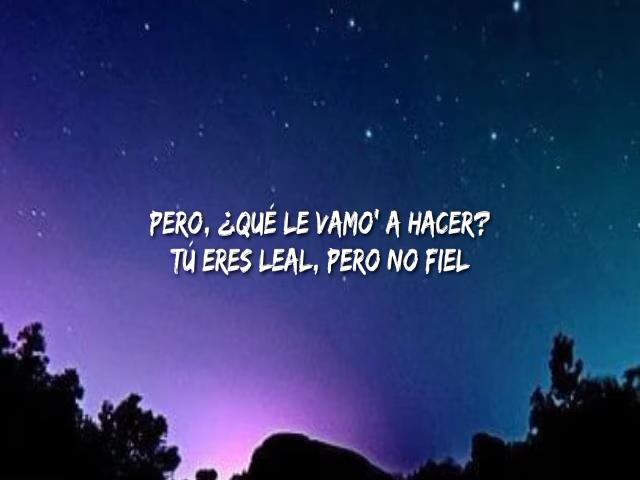 PERO, ¿QUÉ LE VAMO' A HACER?
TÚ ERES LEAL, PERO NO FIEL